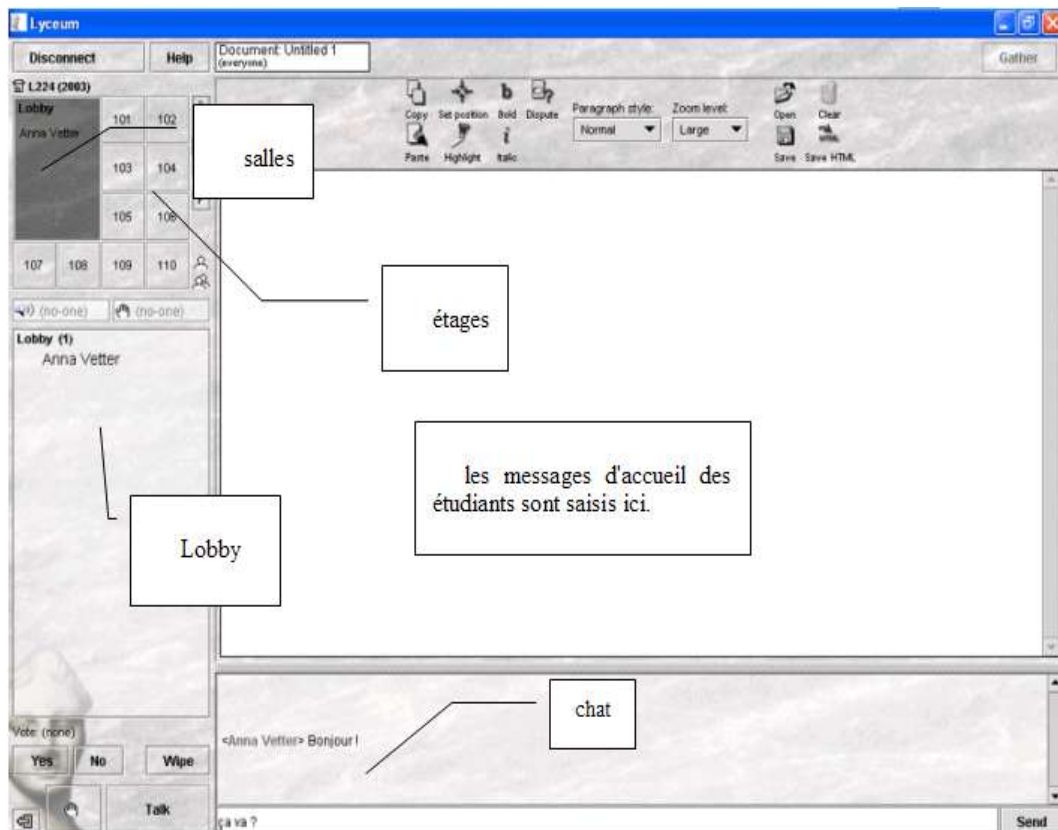 Lyceum
Disconnect
Help
Document: Untitled 1
(everyone)
Gather
L224 (2003)
Lobby
Anna Vetter
101
102
103
104
105
106
107
108
109
110
salles
Copy
Set position
Bold
Dispute
Paragraph style:
Normal
Zoom level:
Large
Open
Clear
Paste
Highlight
Italic
Save
Save HTML
étages
(no-one)
(no-one)
Lobby (1)
Anna Vetter
les messages d'accueil des
étudiants sont saisis ici.
Lobby
chat
<Anna Vetter> Bonjour !
Vote: (none)
Yes
No
Wipe
Talk
ça va ?
Send